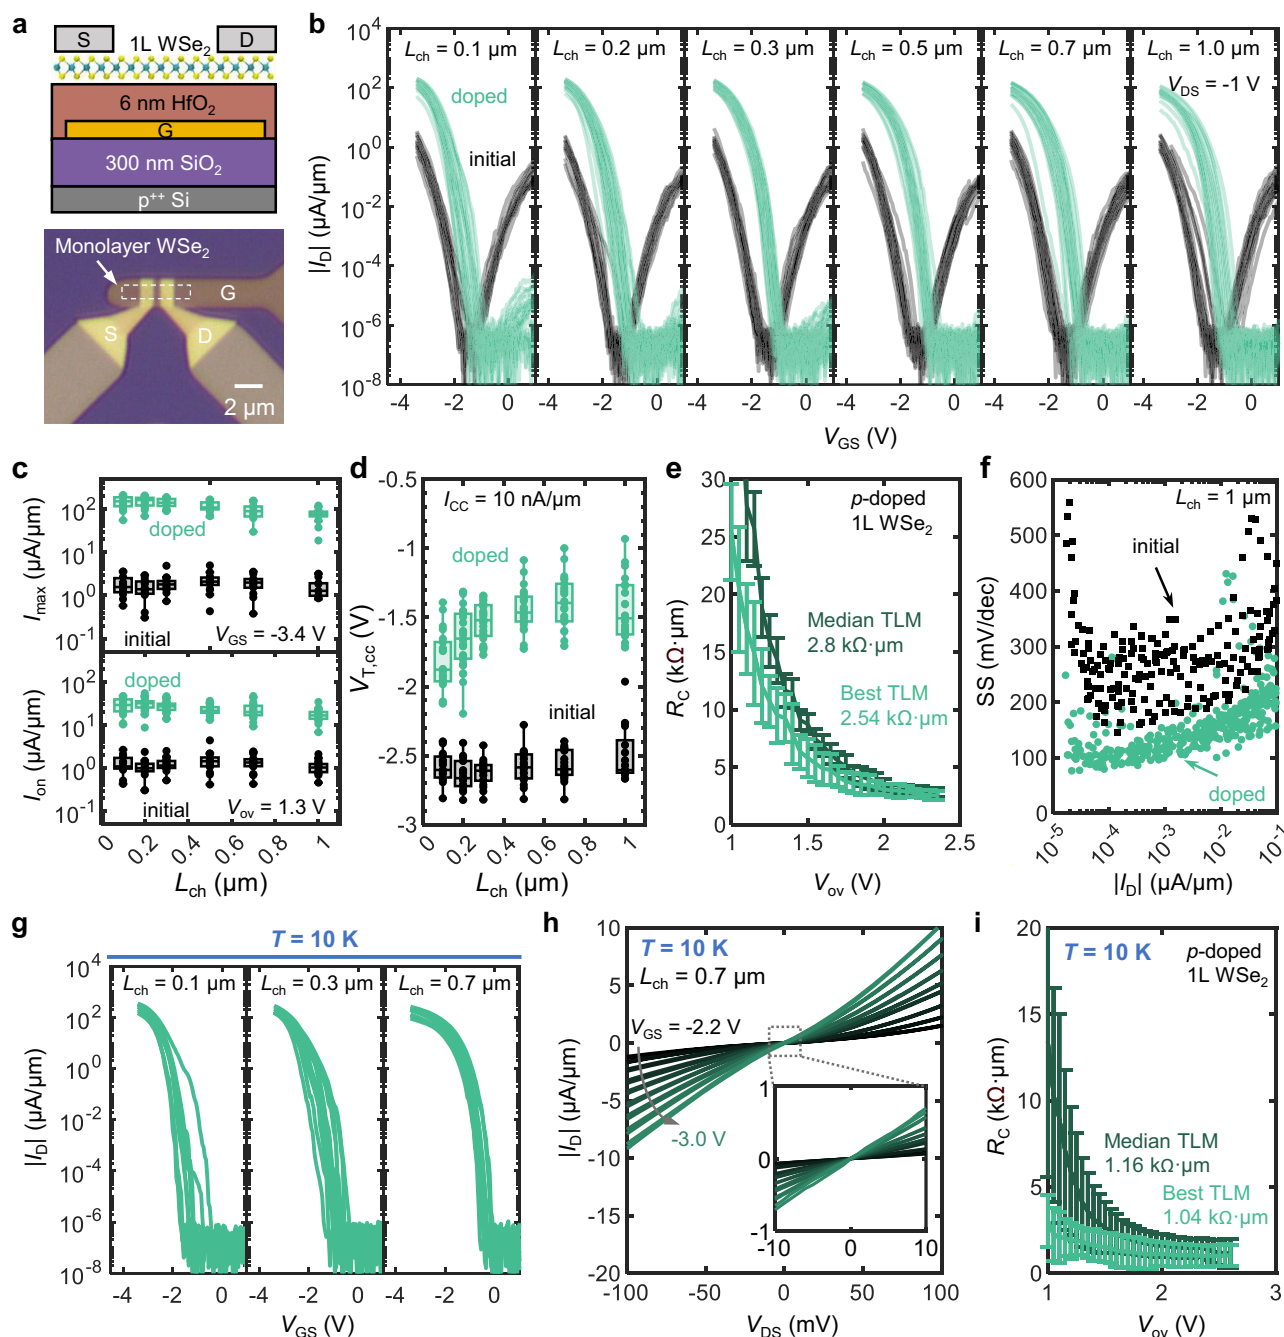 a
S
1L WSe2
D
6 nm HfO2
G
300 nm SiO2
p++ Si
Monolayer WSe2
G
S
D
2 µm
b
Lch = 0.1 µm
Lch = 0.2 µm
Lch = 0.3 µm
Lch = 0.5 µm
Lch = 0.7 µm
Lch = 1.0 µm
VDS = -1 V
doped
initial
|ID| (µA/µm)
10^4
10^2
10^0
10^-2
10^-4
10^-6
10^-8
-4 -2 0 -4 -2 0 -4 -2 0 -4 -2 0 -4 -2 0 -4 -2 0
VGS (V)
c
Imax (µA/µm)
10^2
10^1
10^0
10^-1
doped
initial
VGS = -3.4 V
Ion (µA/µm)
10^2
10^1
10^0
10^-1
doped
initial
Vov = 1.3 V
0 0.2 0.4 0.6 0.8 1
Lch (µm)
d
VT,cc (V)
-0.5
-1
-1.5
-2
-2.5
-3
ICC = 10 nA/µm
doped
initial
0 0.2 0.4 0.6 0.8 1
Lch (µm)
e
RC (kΩ·µm)
30
25
20
15
10
5
0
p-doped
1L WSe2
Median TLM
2.8 kΩ·µm
Best TLM
2.54 kΩ·µm
1 1.5 2 2.5
Vov (V)
f
SS (mV/dec)
600
500
400
300
200
100
0
Lch = 1 µm
initial
doped
10^-5 10^-4 10^-3 10^-2 10^-1
|ID| (µA/µm)
g
T = 10 K
Lch = 0.1 µm
Lch = 0.3 µm
Lch = 0.7 µm
|ID| (µA/µm)
10^4
10^2
10^0
10^-2
10^-4
10^-6
10^-8
-4 -2 0 -4 -2 0 -4 -2 0
VGS (V)
h
T = 10 K
Lch = 0.7 µm
VGS = -2.2 V
-3.0 V
|ID| (µA/µm)
10
5
0
-5
-10
-15
-20
1
0
-1
-10 0 10
-100 -50 0 50 100
VDS (mV)
i
T = 10 K
p-doped
1L WSe2
RC (kΩ·µm)
20
15
10
5
0
Median TLM
1.16 kΩ·µm
Best TLM
1.04 kΩ·µm
1 2 3
Vov (V)